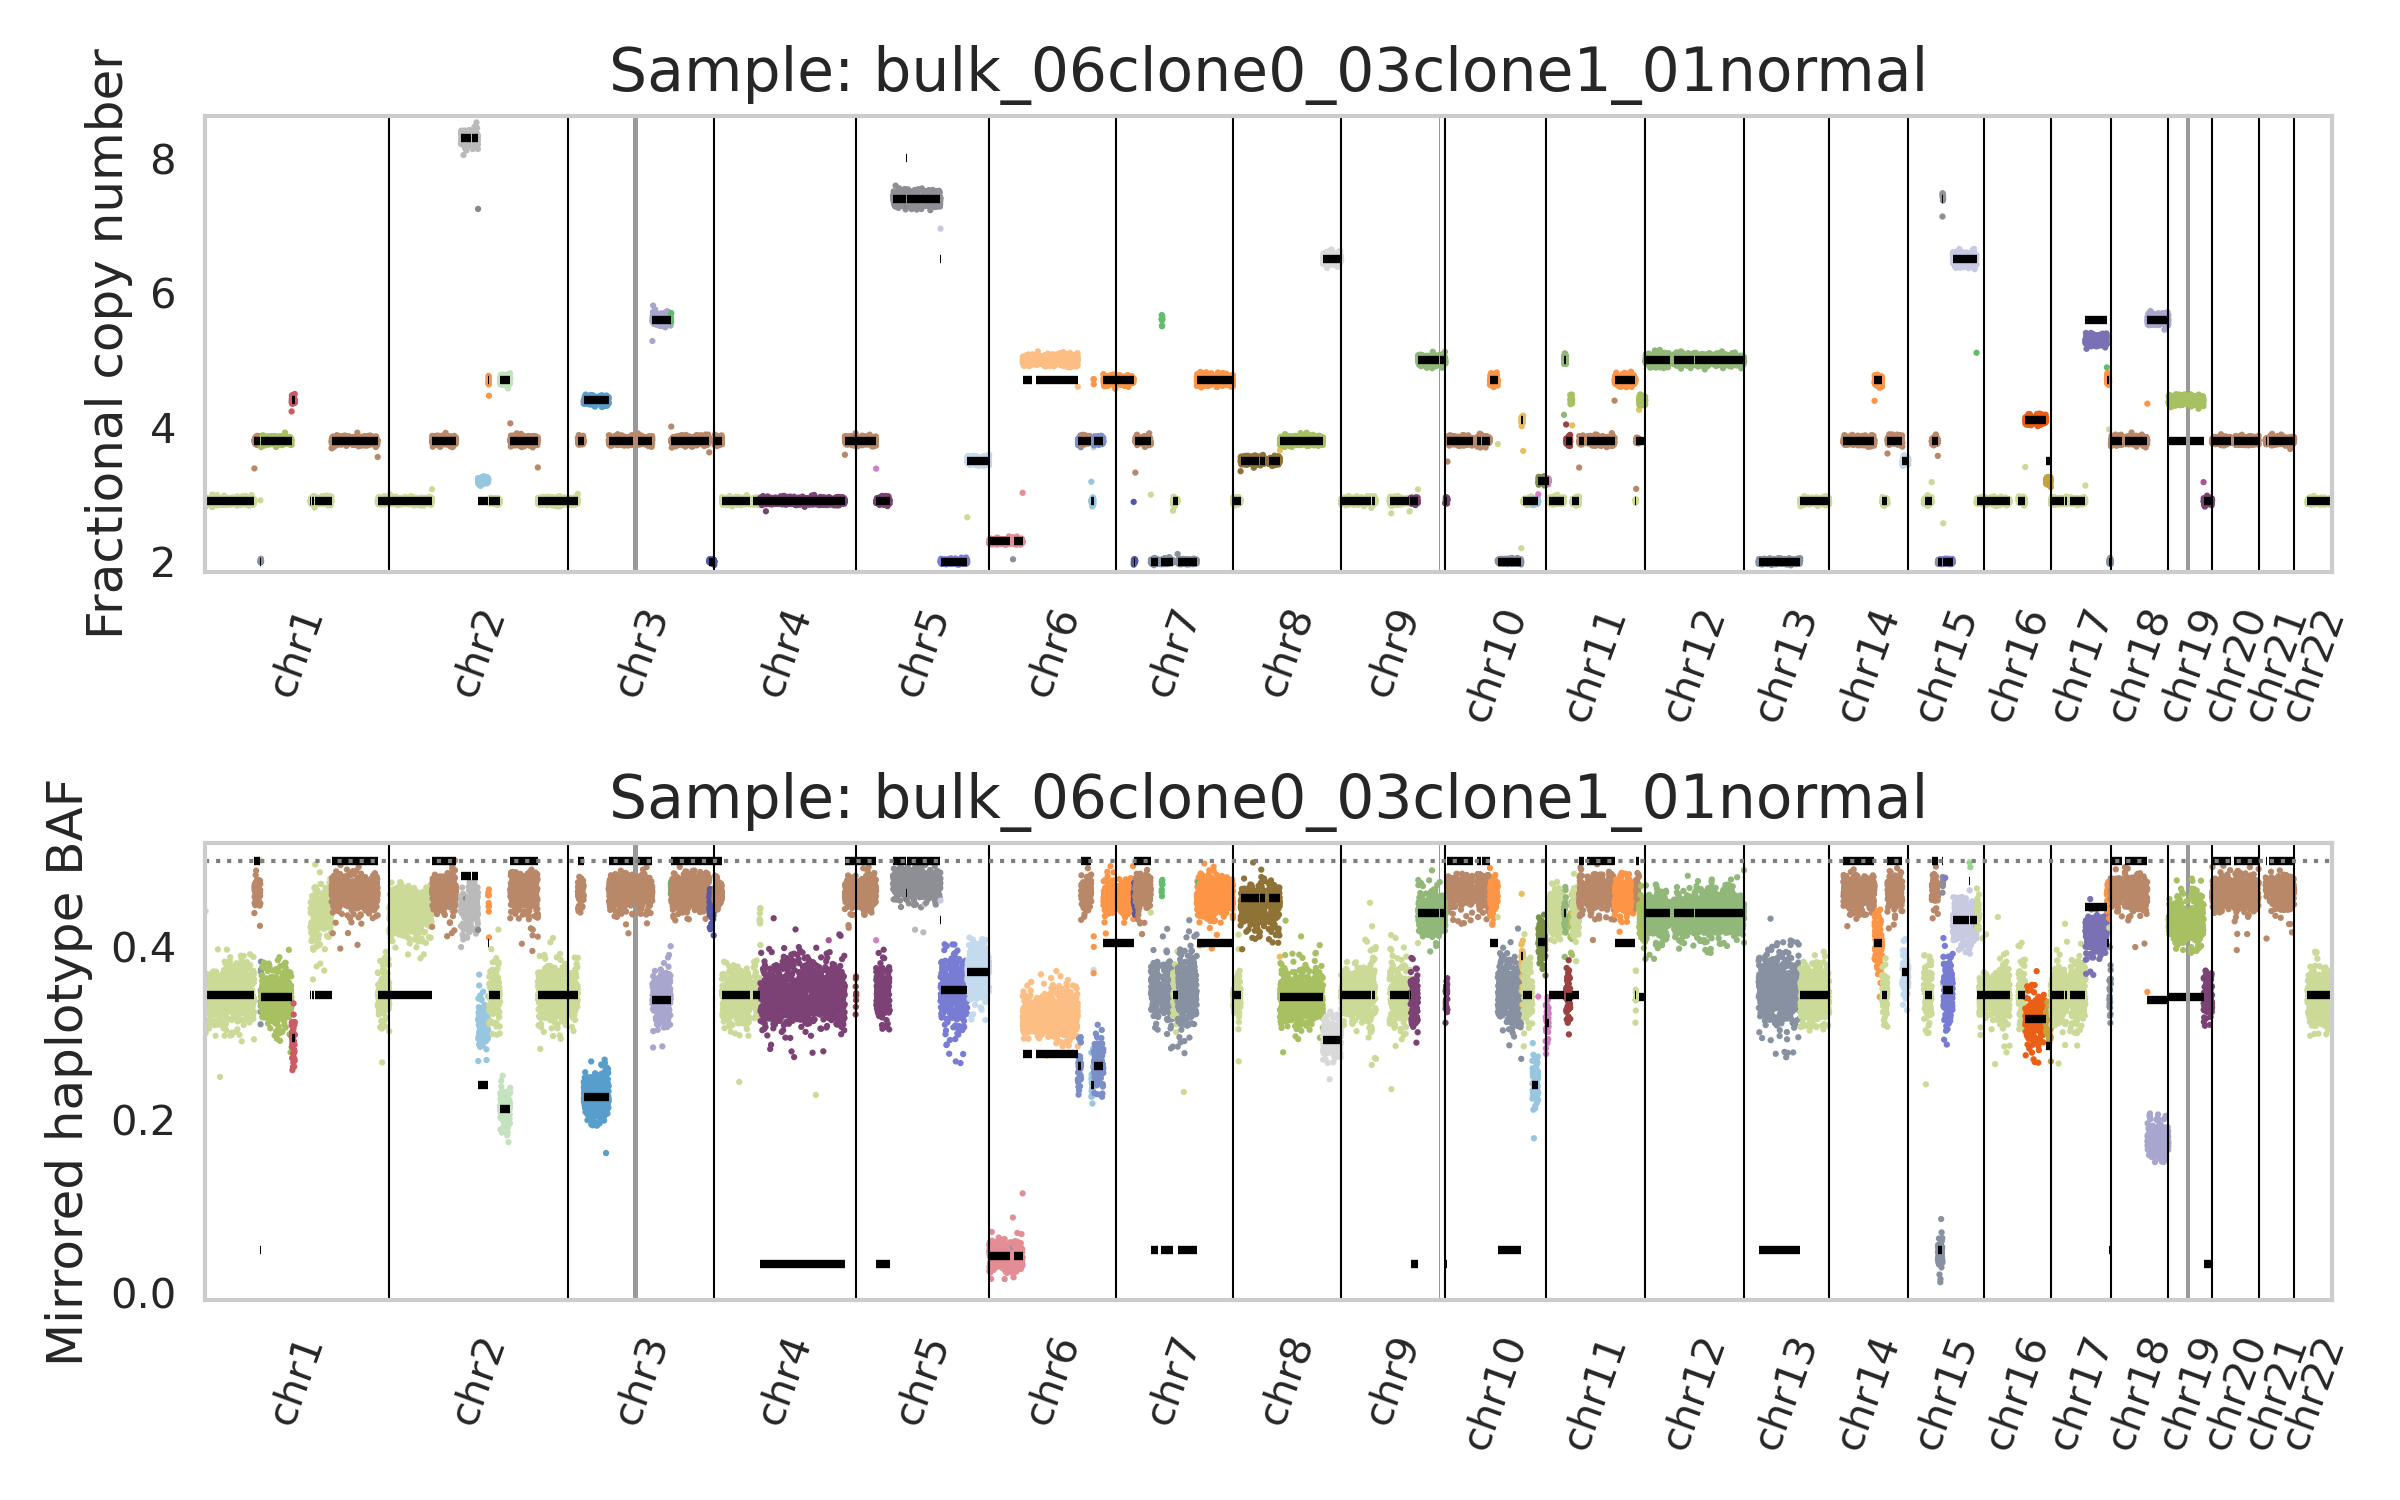 Sample: bulk_06clone0_03clone1_01normal
Fractional copy number
8
6
4
2
chr1
chr2
chr3
chr4
chr5
chr6
chr7
chr8
chr9
chr10
chr11
chr12
chr13
chr14
chr15
chr16
chr17
chr18
chr19
chr20
chr21
chr22
Sample: bulk_06clone0_03clone1_01normal
Mirrored haplotype BAF
0.4
0.2
0.0
chr1
chr2
chr3
chr4
chr5
chr6
chr7
chr8
chr9
chr10
chr11
chr12
chr13
chr14
chr15
chr16
chr17
chr18
chr19
chr20
chr21
chr22